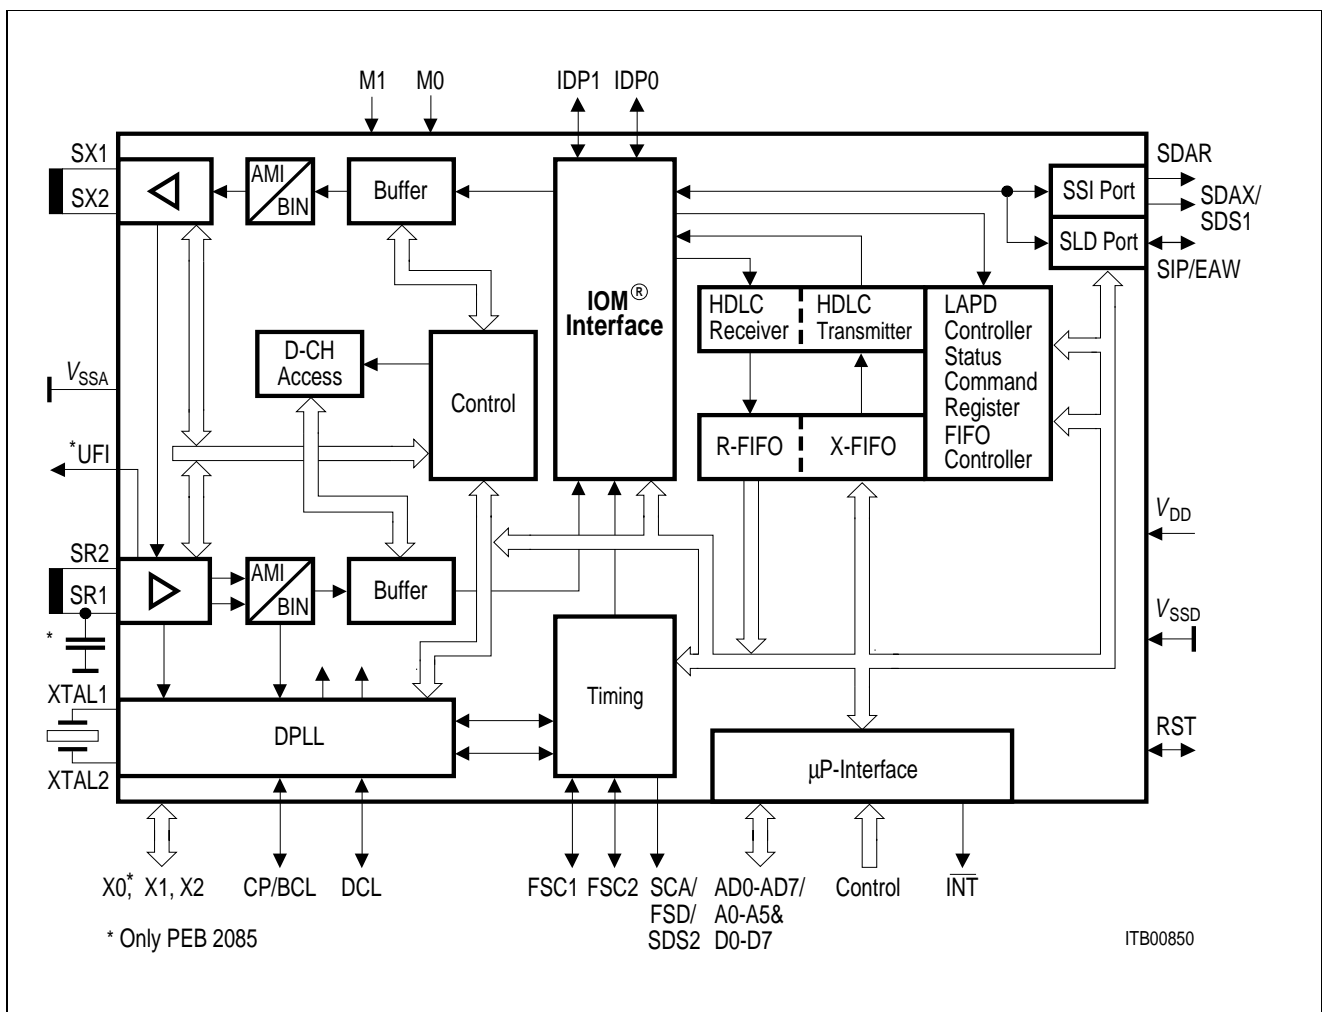 M1 M0 IDP1 IDP0
SX1
SX2
AMI
BIN
Buffer
IOM®
Interface
SSI Port
SLD Port
SDAR
SDAX/
SDS1
SIP/EAW
HDLC
Receiver
HDLC
Transmitter
LAPD
Controller
Status
Command
Register
FIFO
Controller
D-CH
Access
Control
R-FIFO
X-FIFO
VSSA
*UFI
SR2
SR1
*
AMI
BIN
Buffer
VDD
VSSD
XTAL1
XTAL2
DPLL
Timing
µP-Interface
RST
X0,* X1, X2
CP/BCL
DCL
FSC1
FSC2
SCA/
FSD/
SDS2
AD0-AD7/
A0-A5&
D0-D7
Control
INT
* Only PEB 2085
ITB00850